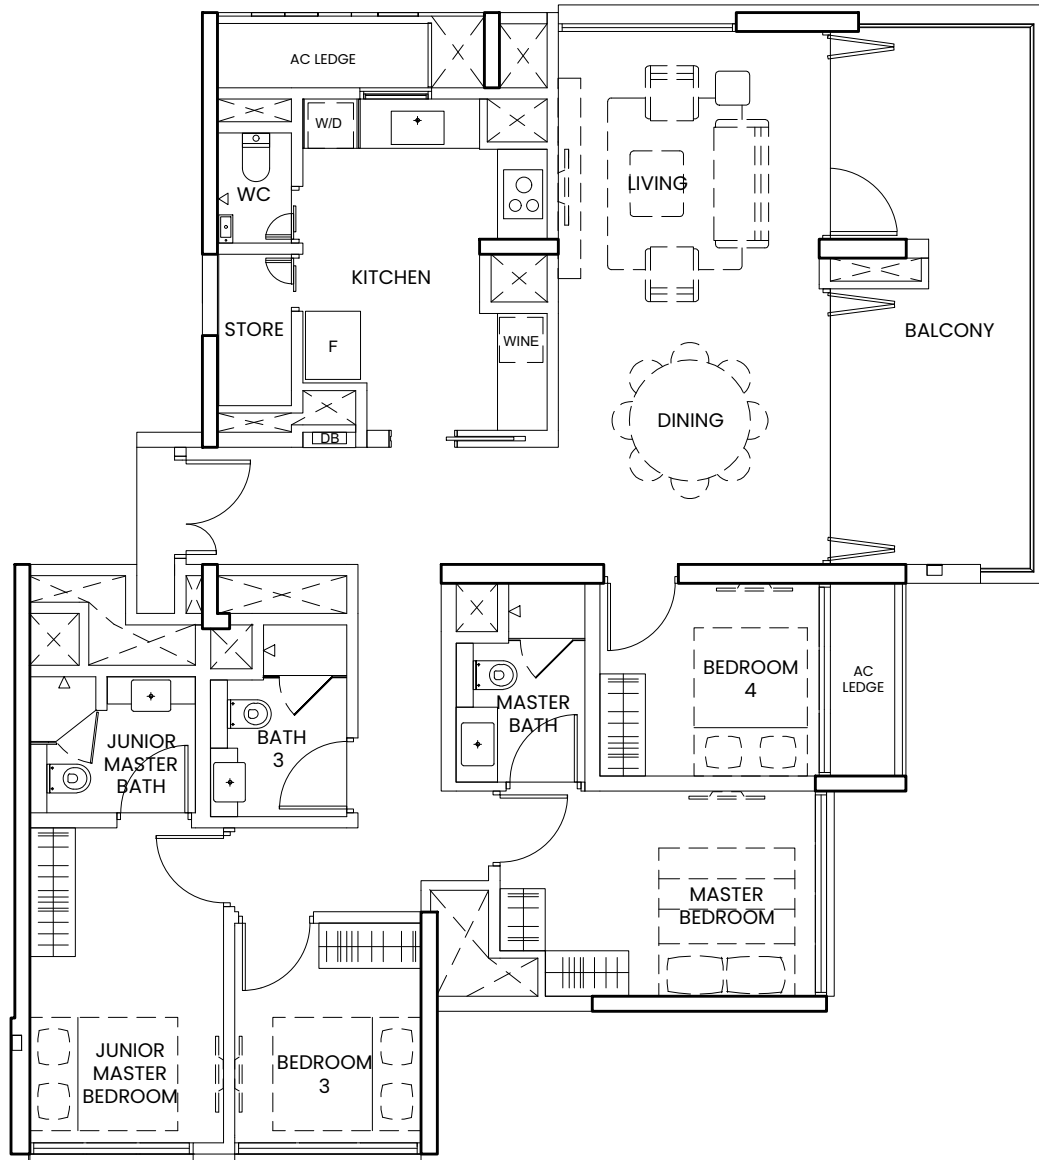 AC LEDGE
W/D
WC
LIVING
KITCHEN
STORE
F
WINE
BALCONY
DINING
DB
BEDROOM
4
AC
LEDGE
MASTER
BATH
BATH
3
JUNIOR
MASTER
BATH
MASTER
BEDROOM
JUNIOR
MASTER
BEDROOM
BEDROOM
3